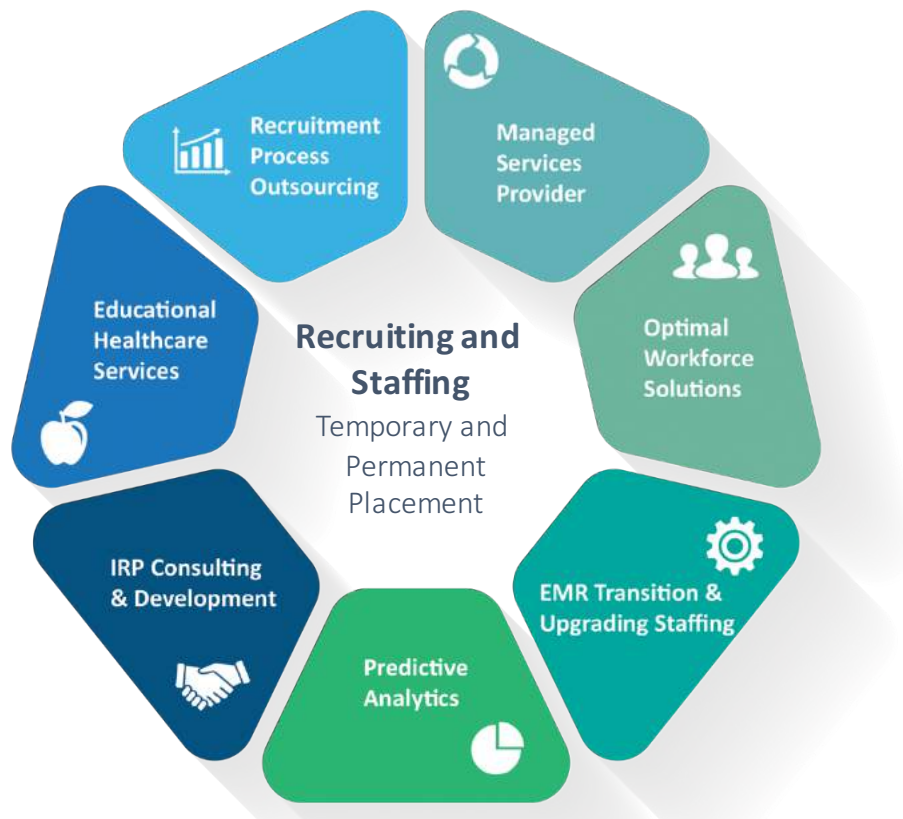 Recruitment
Process
Outsourcing
Managed
Services
Provider
Optimal
Workforce
Solutions
EMR Transition &
Upgrading Staffing
Predictive
Analytics
IRP Consulting
& Development
Educational
Healthcare
Services
Recruiting and
Staffing
Temporary and
Permanent
Placement